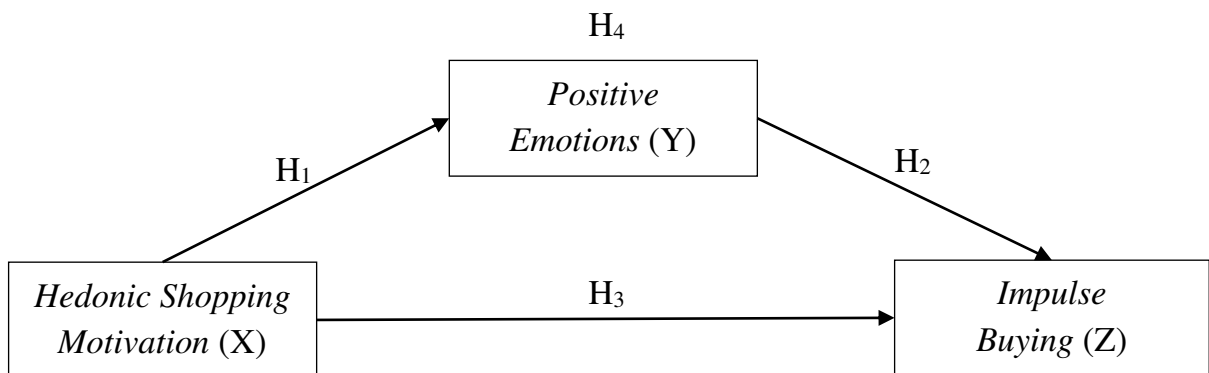 H₄
Positive
Emotions (Y)
H₁
H₂
Hedonic Shopping
Motivation (X)
H₃
Impulse
Buying (Z)